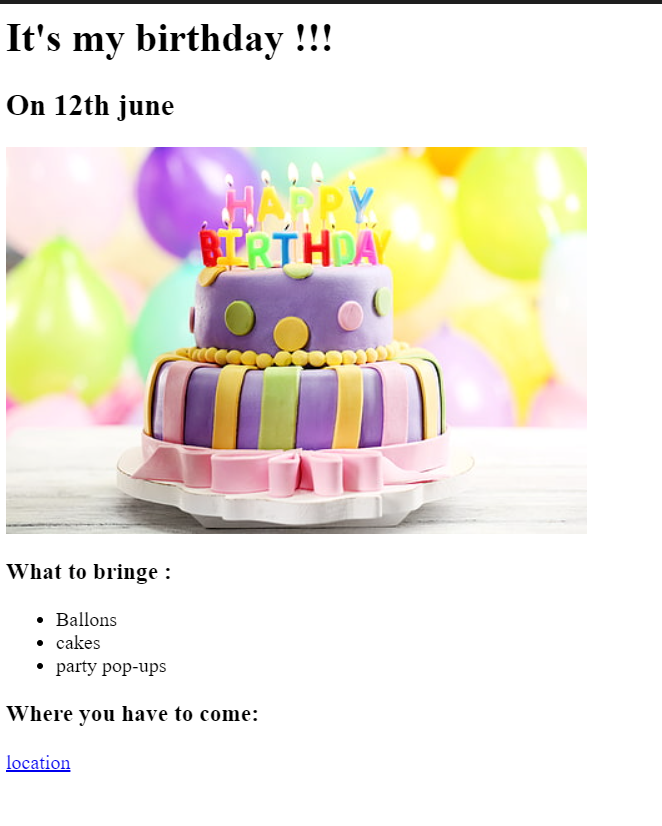 It's my birthday !!!
On 12th june
HAPPY
BIRTHDAY
What to bringe :
Ballons
cakes
party pop-ups
Where you have to come:
location